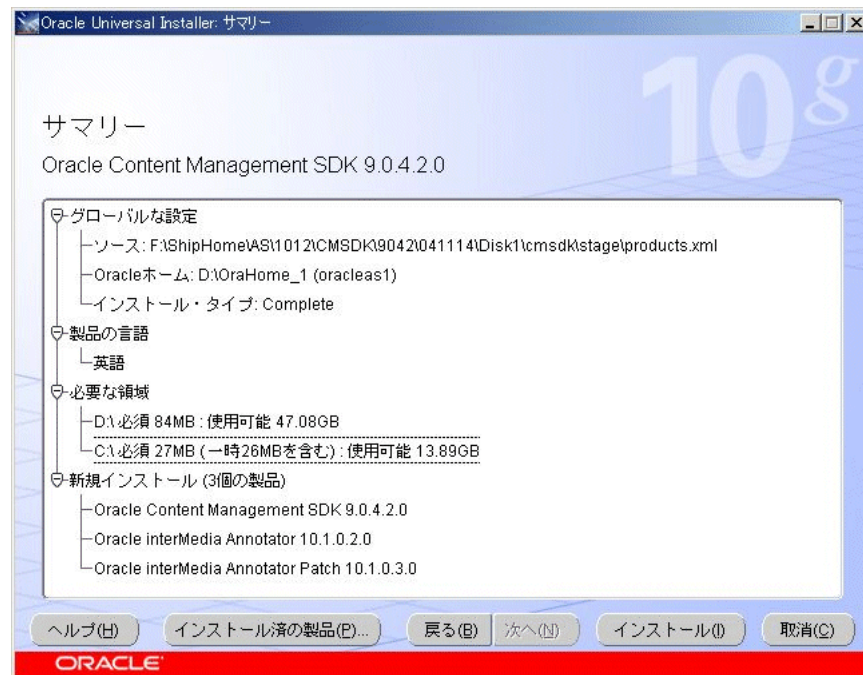 Oracle Universal Installer: サマリー
10g
サマリー
Oracle Content Management SDK 9.0.4.2.0
グローバルな設定
ソース: F:\ShipHome\AS\1012\CMSDK\9042\041114\Disk1\cmsdk\stage\products.xml
Oracleホーム: D:\OraHome_1 (oracleas1)
インストール・タイプ: Complete
製品の言語
英語
必要な領域
D:\ 必須 84MB : 使用可能 47.08GB
C:\ 必須 27MB (一時26MBを含む) : 使用可能 13.89GB
新規インストール (3個の製品)
Oracle Content Management SDK 9.0.4.2.0
Oracle interMedia Annotator 10.1.0.2.0
Oracle interMedia Annotator Patch 10.1.0.3.0
ヘルプ(H) インストール済の製品(P)... 戻る(B) 次へ(N) インストール(I) 取消(C)
ORACLE